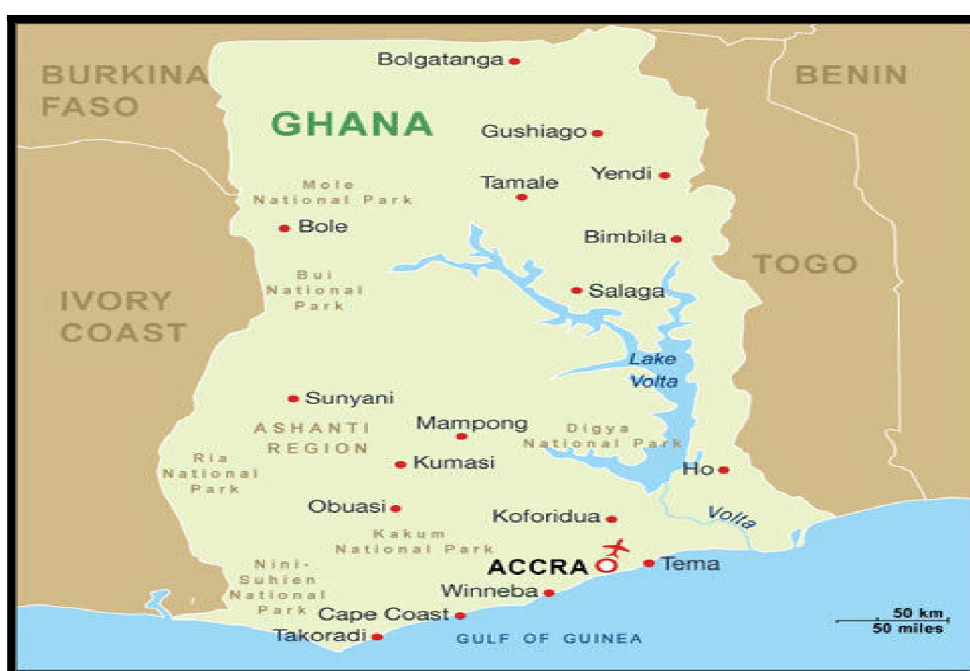 Bolgatanga
BURKINA
FASO
BENIN
GHANA
Gushiago
Yendi
Tamale
Mole
National Park
Bole
Bimbila
TOGO
Bui
National
Park
Salaga
IVORY
COAST
Lake
Volta
Sunyani
ASHANTI
REGION
Mampong
Digya
National Park
Kumasi
Ria
National
Park
Ho
Obuasi
Koforidua
Volla
Kakum
National Park
ACCRA
Tema
Nini-
Suhien
National
Park
Winneba
Cape Coast
Takoradi
GULF OF GUINEA
50 km
50 miles